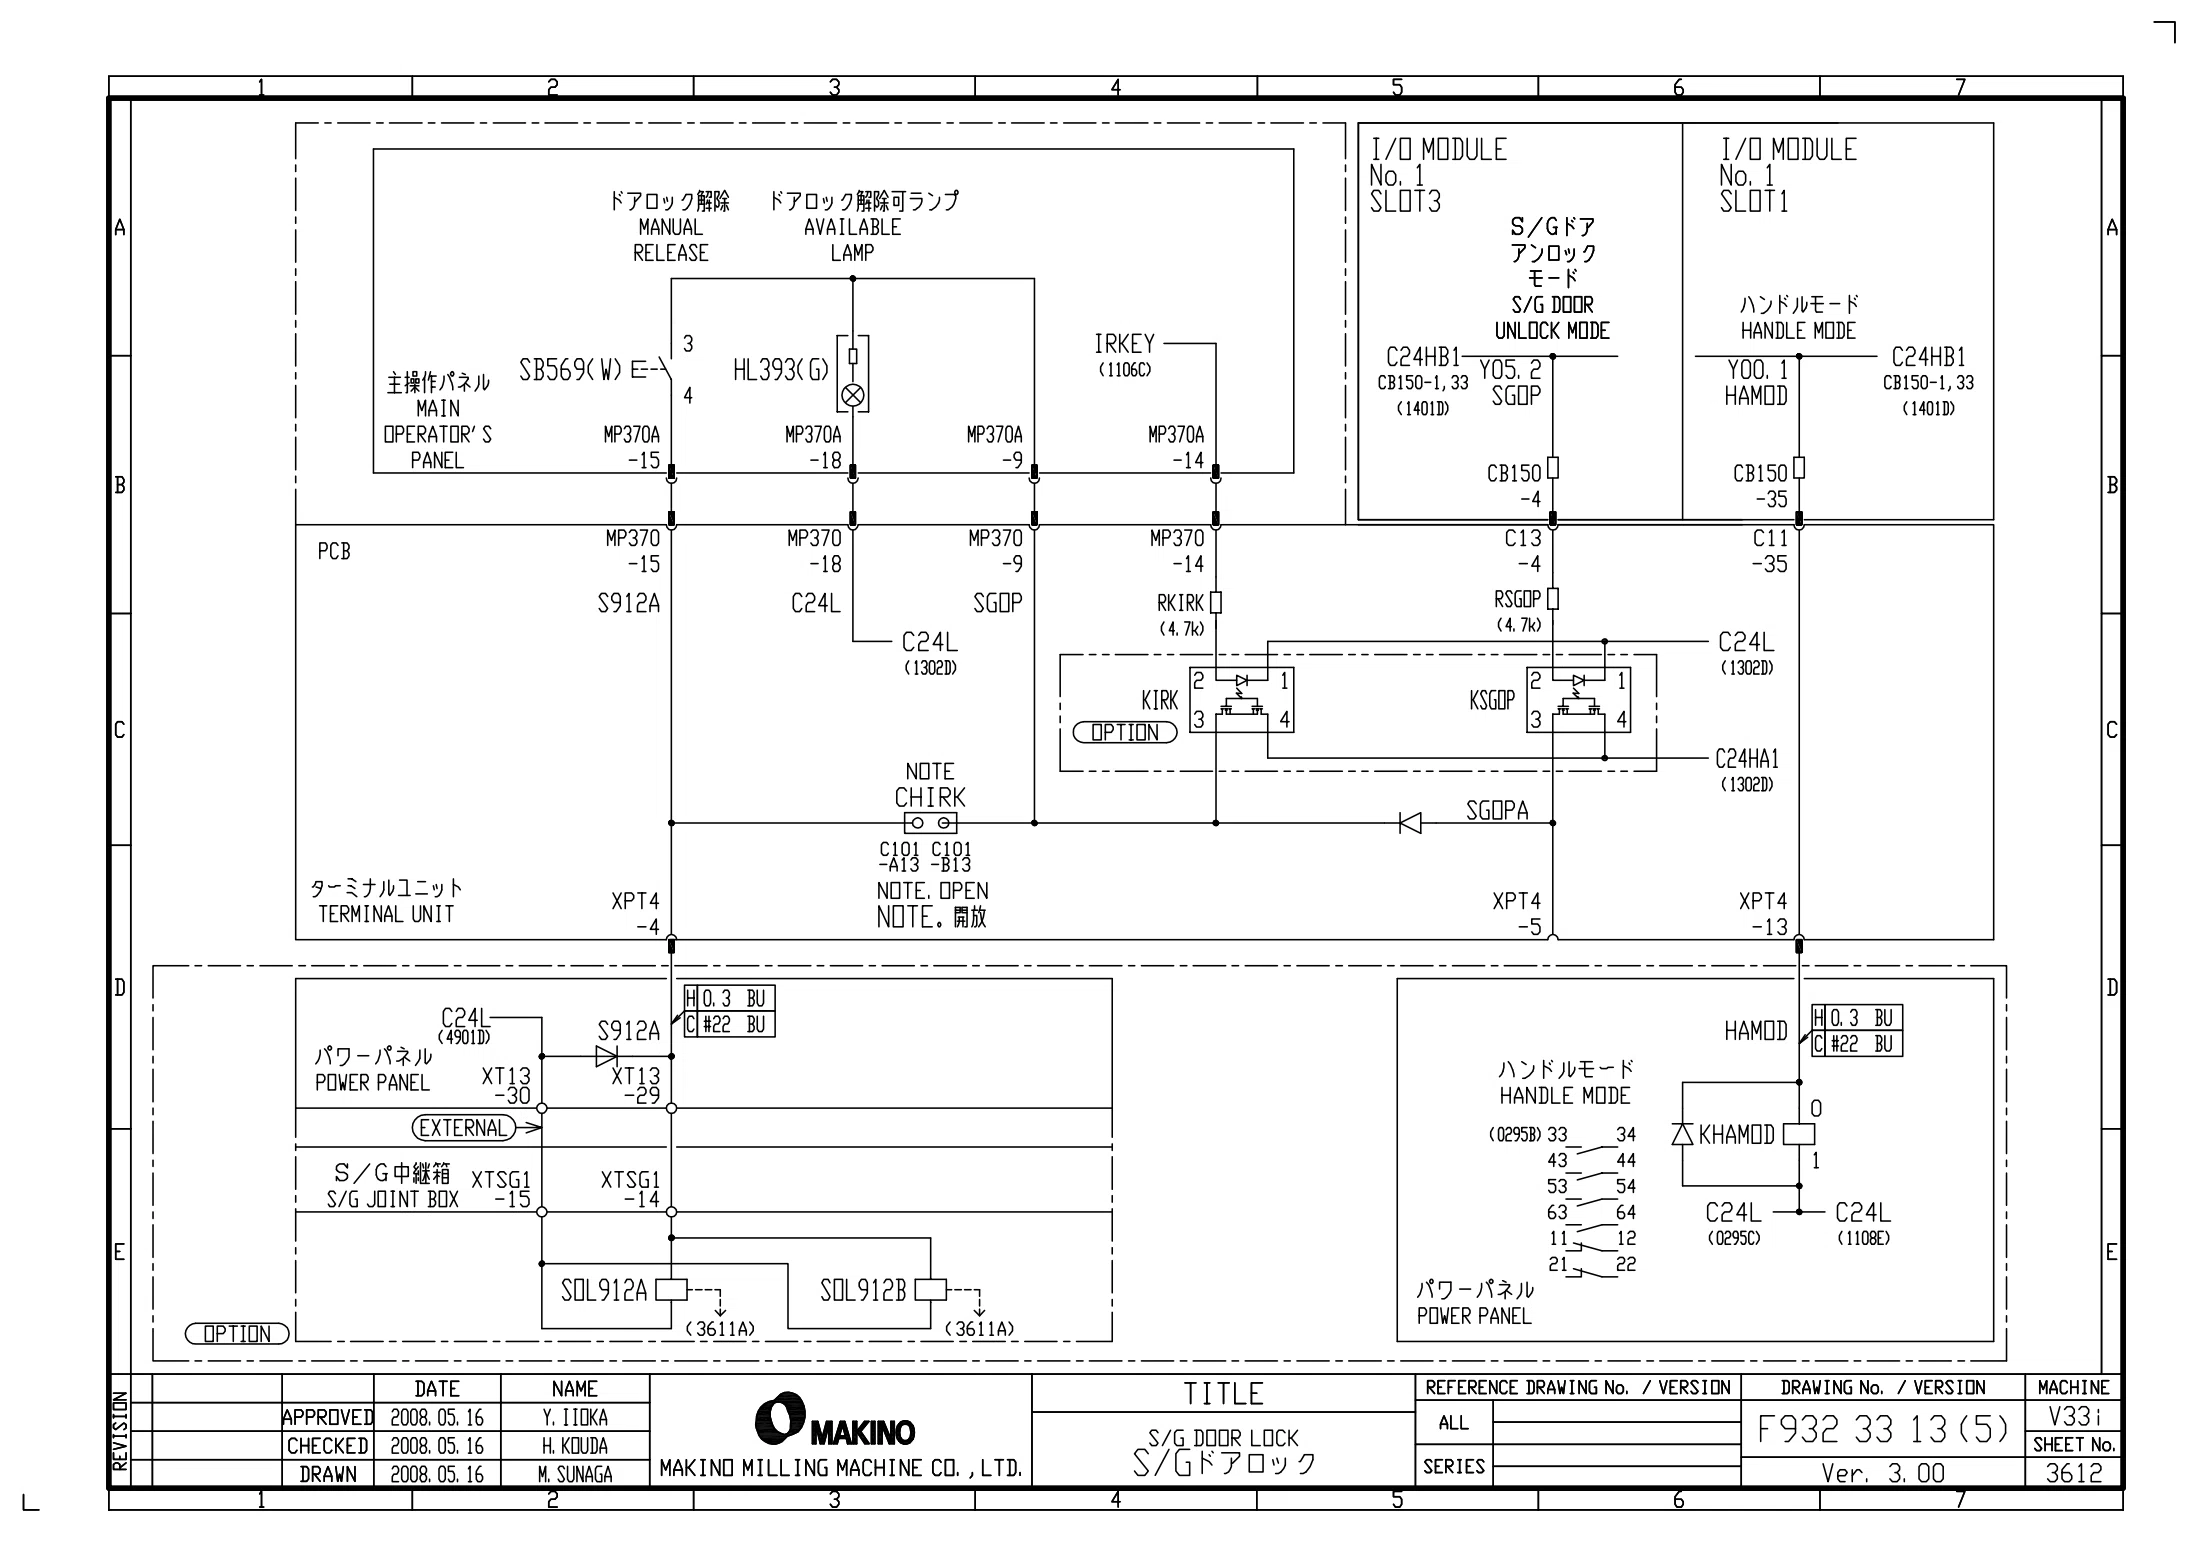 1 2 3 4 5 6 7
A
B
C
D
E
A
B
C
D
E
ドアロック解除
MANUAL
RELEASE
ドアロック解除可ランプ
AVAILABLE
LAMP
I/O MODULE
No. 1
SLOT3
I/O MODULE
No. 1
SLOT1
S/Gドア
アンロック
モード
S/G DOOR
UNLOCK MODE
ハンドルモード
HANDLE MODE
SB569(W)
3
4
HL393(G)
IRKEY
(1106C)
C24HB1
CB150-1,33
(1401D)
Y05. 2
SGOP
Y00. 1
HAMOD
C24HB1
CB150-1,33
(1401D)
主操作パネル
MAIN
OPERATOR'S
PANEL
MP370A
-15
MP370A
-18
MP370A
-9
MP370A
-14
CB150
-4
CB150
-35
PCB
MP370
-15
MP370
-18
MP370
-9
MP370
-14
C13
-4
C11
-35
S912A
C24L
SGOP
RKIRK
(4.7k)
RSGOP
(4.7k)
C24L
(1302D)
C24L
(1302D)
KIRK
2 1
3 4
KSGOP
2 1
3 4
OPTION
C24HA1
(1302D)
NOTE
CHIRK
SGOPA
C101 C101
-A13 -B13
NOTE. OPEN
NOTE。開放
ターミナルユニット
TERMINAL UNIT
XPT4
-4
XPT4
-5
XPT4
-13
H 0. 3 BU
C #22 BU
C24L
(4901D)
S912A
パワーパネル
POWER PANEL
XT13
-30
XT13
-29
EXTERNAL
S/G中継箱
S/G JOINT BOX
XTSG1
-15
XTSG1
-14
SOL912A
(3611A)
SOL912B
(3611A)
OPTION
HAMOD
H 0. 3 BU
C #22 BU
ハンドルモード
HANDLE MODE
(0295B) 33 34
43 44
53 54
63 64
11 12
21 22
0
KHAMOD
1
C24L
(0295C)
C24L
(1108E)
パワーパネル
POWER PANEL
REVISION
DATE NAME
APPROVED 2008. 05. 16 Y. IIOKA
CHECKED 2008. 05. 16 H. KOUDA
DRAWN 2008. 05. 16 M. SUNAGA
MAKINO
MAKINO MILLING MACHINE CO. , LTD.
TITLE
S/G DOOR LOCK
S/Gドアロック
REFERENCE DRAWING No. / VERSION
ALL
SERIES
DRAWING No. / VERSION
F932 33 13(5)
Ver. 3. 00
MACHINE
V33i
SHEET No.
3612
1 2 3 4 5 6 7